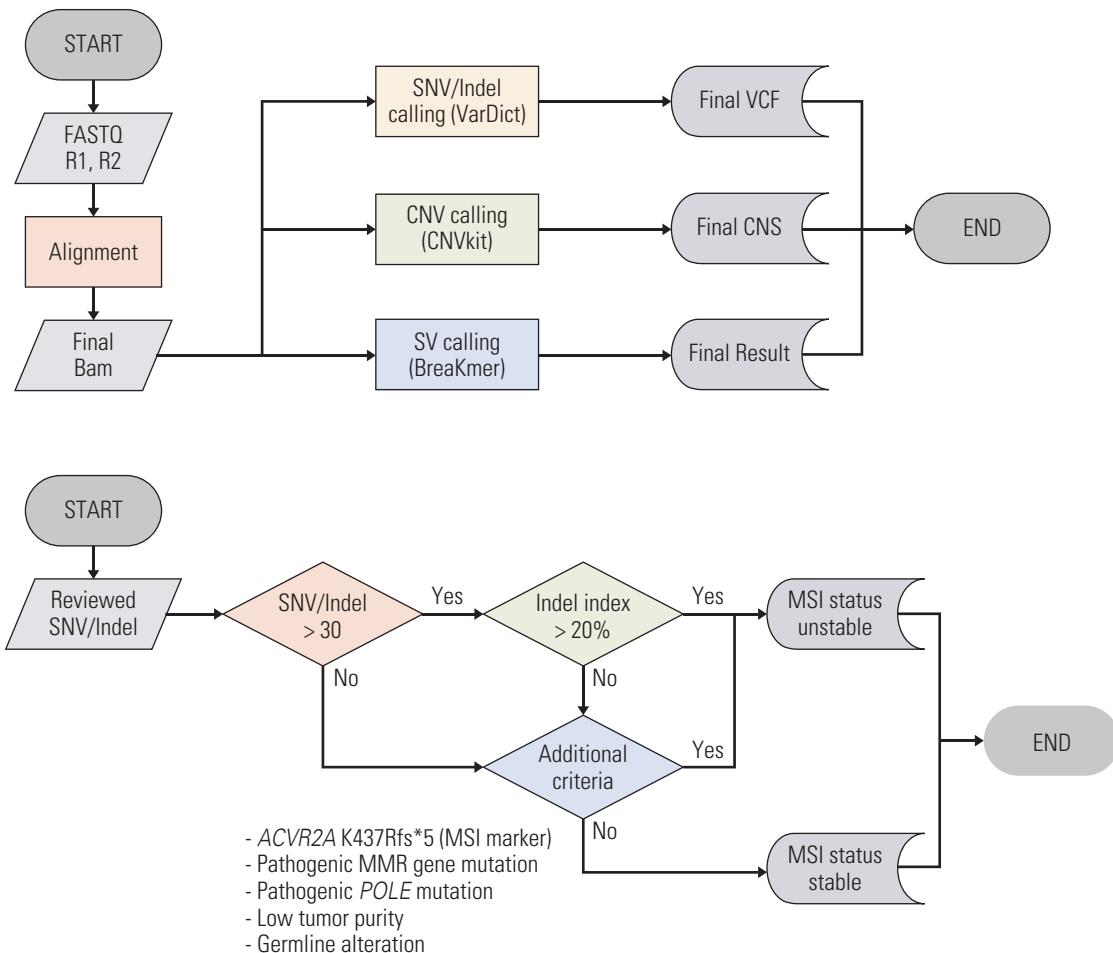 START
FASTQ
R1, R2
Alignment
Final
Bam
SNV/Indel
calling (VarDict)
Final VCF
CNV calling
(CNVkit)
Final CNS
SV calling
(BreaKmer)
Final Result
END
START
Reviewed
SNV/Indel
SNV/Indel
> 30
Yes
No
Indel index
> 20%
Yes
No
Additional
criteria
Yes
No
MSI status
unstable
MSI status
stable
END
- ACVR2A K437Rfs*5 (MSI marker)
- Pathogenic MMR gene mutation
- Pathogenic POLE mutation
- Low tumor purity
- Germline alteration